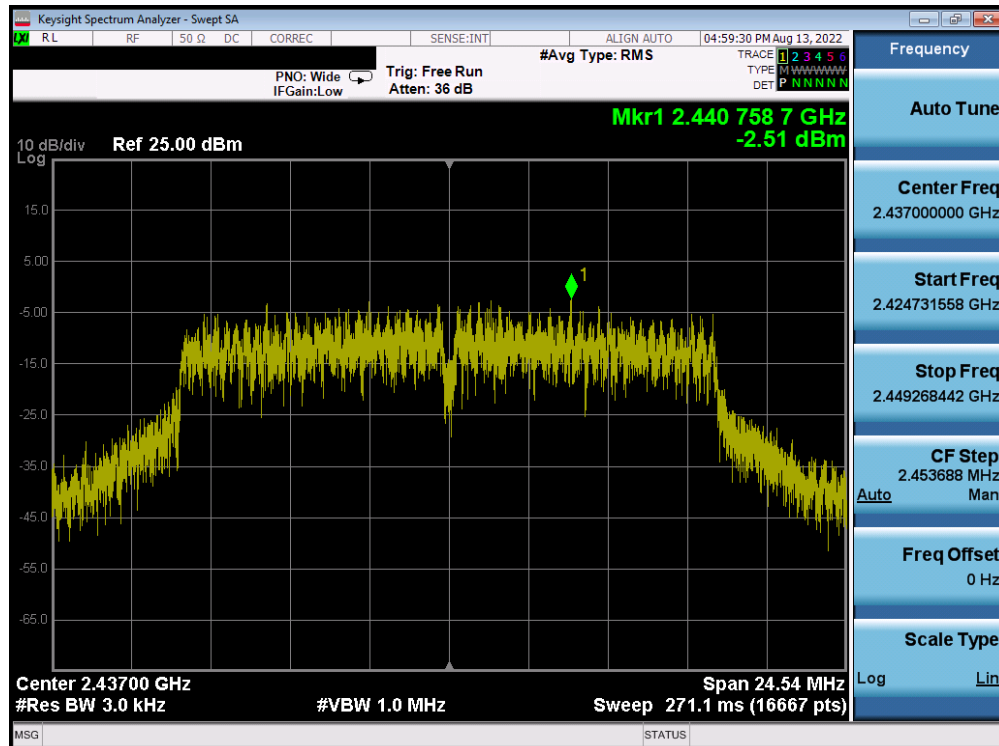 Keysight Spectrum Analyzer - Swept SA
LXI RL RF 50 Ω DC CORREC SENSE:INT ALIGN AUTO 04:59:30 PM Aug 13, 2022
PNO: Wide
IFGain:Low
Trig: Free Run
Atten: 36 dB
#Avg Type: RMS
TRACE 1 2 3 4 5 6
TYPE M WWWWW
DET P N N N N N
Mkr1 2.440 758 7 GHz
-2.51 dBm
10 dB/div Ref 25.00 dBm
Log
15.0
5.00
-5.00
-15.0
-25.0
-35.0
-45.0
-55.0
-65.0
1
Center 2.43700 GHz Span 24.54 MHz
#Res BW 3.0 kHz #VBW 1.0 MHz Sweep 271.1 ms (16667 pts)
MSG STATUS
Frequency
Auto Tune
Center Freq
2.437000000 GHz
Start Freq
2.424731558 GHz
Stop Freq
2.449268442 GHz
CF Step
2.453688 MHz
Auto Man
Freq Offset
0 Hz
Scale Type
Log Lin